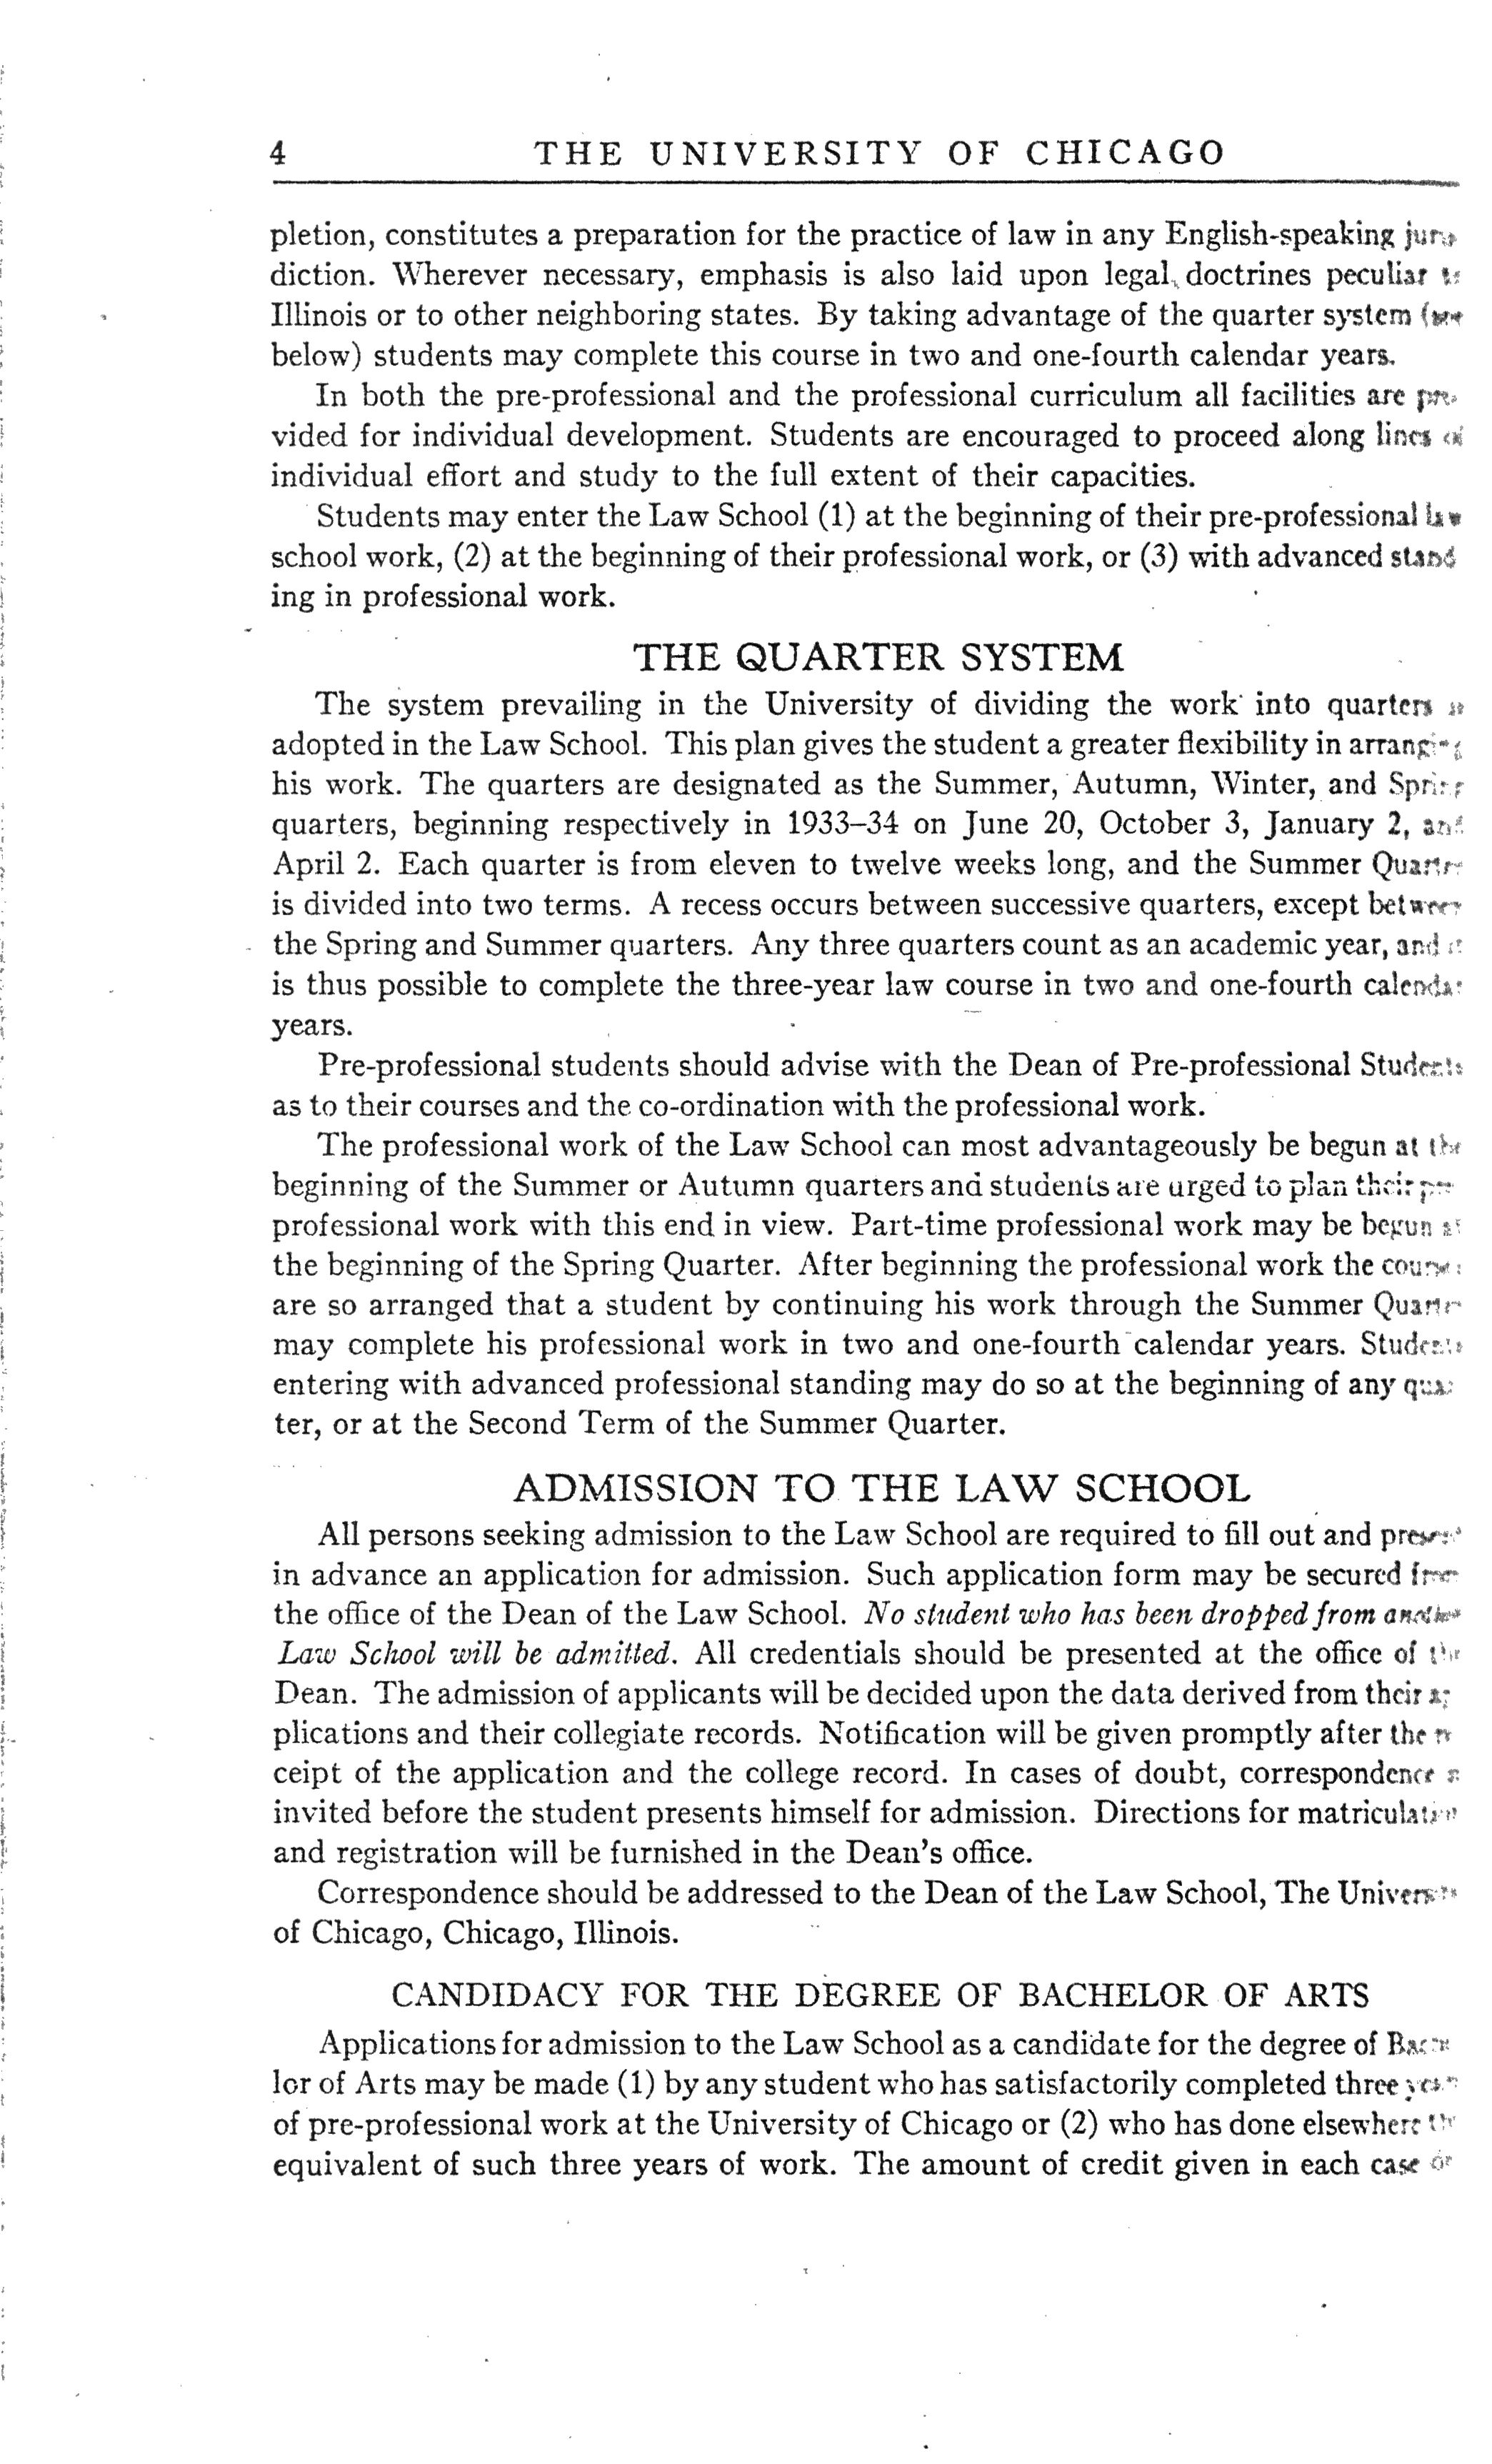 4 THE UNIVERSITY OF CHICAGO
pletion, constitutes a preparation for the practice of law in any English-speaking
diction. Wherever necessary, emphasis is also laid upon legal doctrines peculiar
Illinois or to other neighboring states. By taking advantage of the quarter system
below) students may complete this course in two and one-fourth calendar years.
In both the pre-professional and the professional curriculum all facilities are pro-
vided for individual development. Students are encouraged to proceed along lines of
individual effort and study to the full extent of their capacities.
Students may enter the Law School (1) at the beginning of their pre-professional law
school work, (2) at the beginning of their professional work, or (3) with advanced stand
ing in professional work.
THE QUARTER SYSTEM
The system prevailing in the University of dividing the work into quarters
adopted in the Law School. This plan gives the student a greater flexibility in arranging
his work. The quarters are designated as the Summer, Autumn, Winter, and Spring
quarters, beginning respectively in 1933–34 on June 20, October 3, January 2, and
April 2. Each quarter is from eleven to twelve weeks long, and the Summer Quarter
is divided into two terms. A recess occurs between successive quarters, except between
the Spring and Summer quarters. Any three quarters count as an academic year, and it
is thus possible to complete the three-year law course in two and one-fourth calendar
years.
Pre-professional students should advise with the Dean of Pre-professional Students
as to their courses and the co-ordination with the professional work.
The professional work of the Law School can most advantageously be begun at the
beginning of the Summer or Autumn quarters and students are urged to plan their
professional work with this end in view. Part-time professional work may be begun at
the beginning of the Spring Quarter. After beginning the professional work the courses
are so arranged that a student by continuing his work through the Summer Quarter
may complete his professional work in two and one-fourth calendar years. Students
entering with advanced professional standing may do so at the beginning of any quar
ter, or at the Second Term of the Summer Quarter.
ADMISSION TO THE LAW SCHOOL
All persons seeking admission to the Law School are required to fill out and present
in advance an application for admission. Such application form may be secured from
the office of the Dean of the Law School. No student who has been dropped from another
Law School will be admitted. All credentials should be presented at the office of the
Dean. The admission of applicants will be decided upon the data derived from their
plications and their collegiate records. Notification will be given promptly after the
ceipt of the application and the college record. In cases of doubt, correspondence
invited before the student presents himself for admission. Directions for matriculation
and registration will be furnished in the Dean's office.
Correspondence should be addressed to the Dean of the Law School, The University
of Chicago, Chicago, Illinois.
CANDIDACY FOR THE DEGREE OF BACHELOR OF ARTS
Applications for admission to the Law School as a candidate for the degree of
lor of Arts may be made (1) by any student who has satisfactorily completed three years
of pre-professional work at the University of Chicago or (2) who has done elsewhere the
equivalent of such three years of work. The amount of credit given in each case